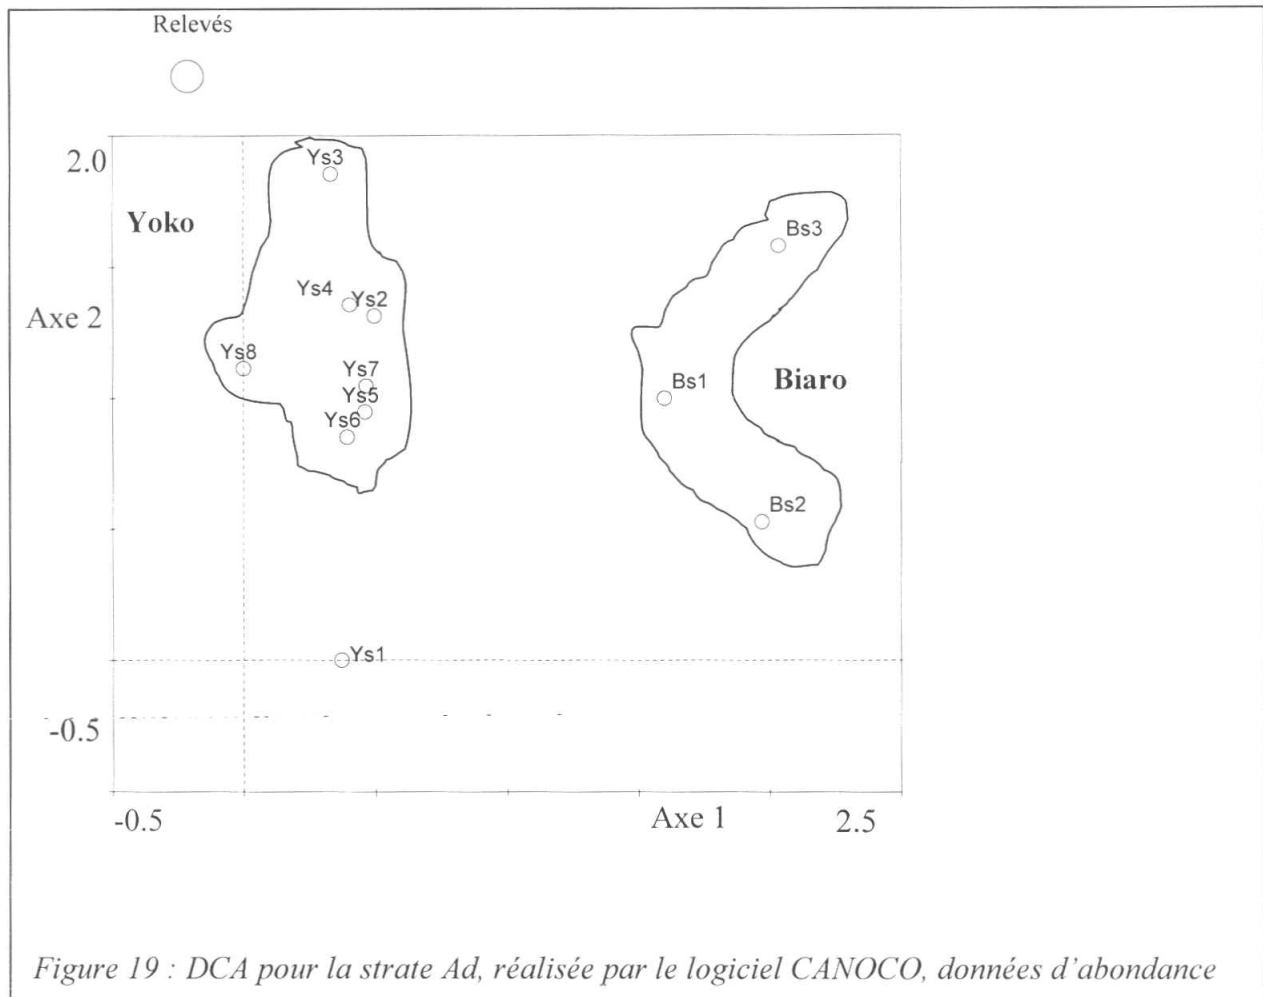 Relevés
2.0
Ys3
Yoko
Bs3
Ys4
Ys2
Axe 2
Ys8
Ys7
Biaro
Bs1
Ys5
Ys6
Bs2
Ys1
-0.5
-0.5
Axe 1
2.5
Figure 19 : DCA pour la strate Ad, réalisée par le logiciel CANOCO, données d'abondance